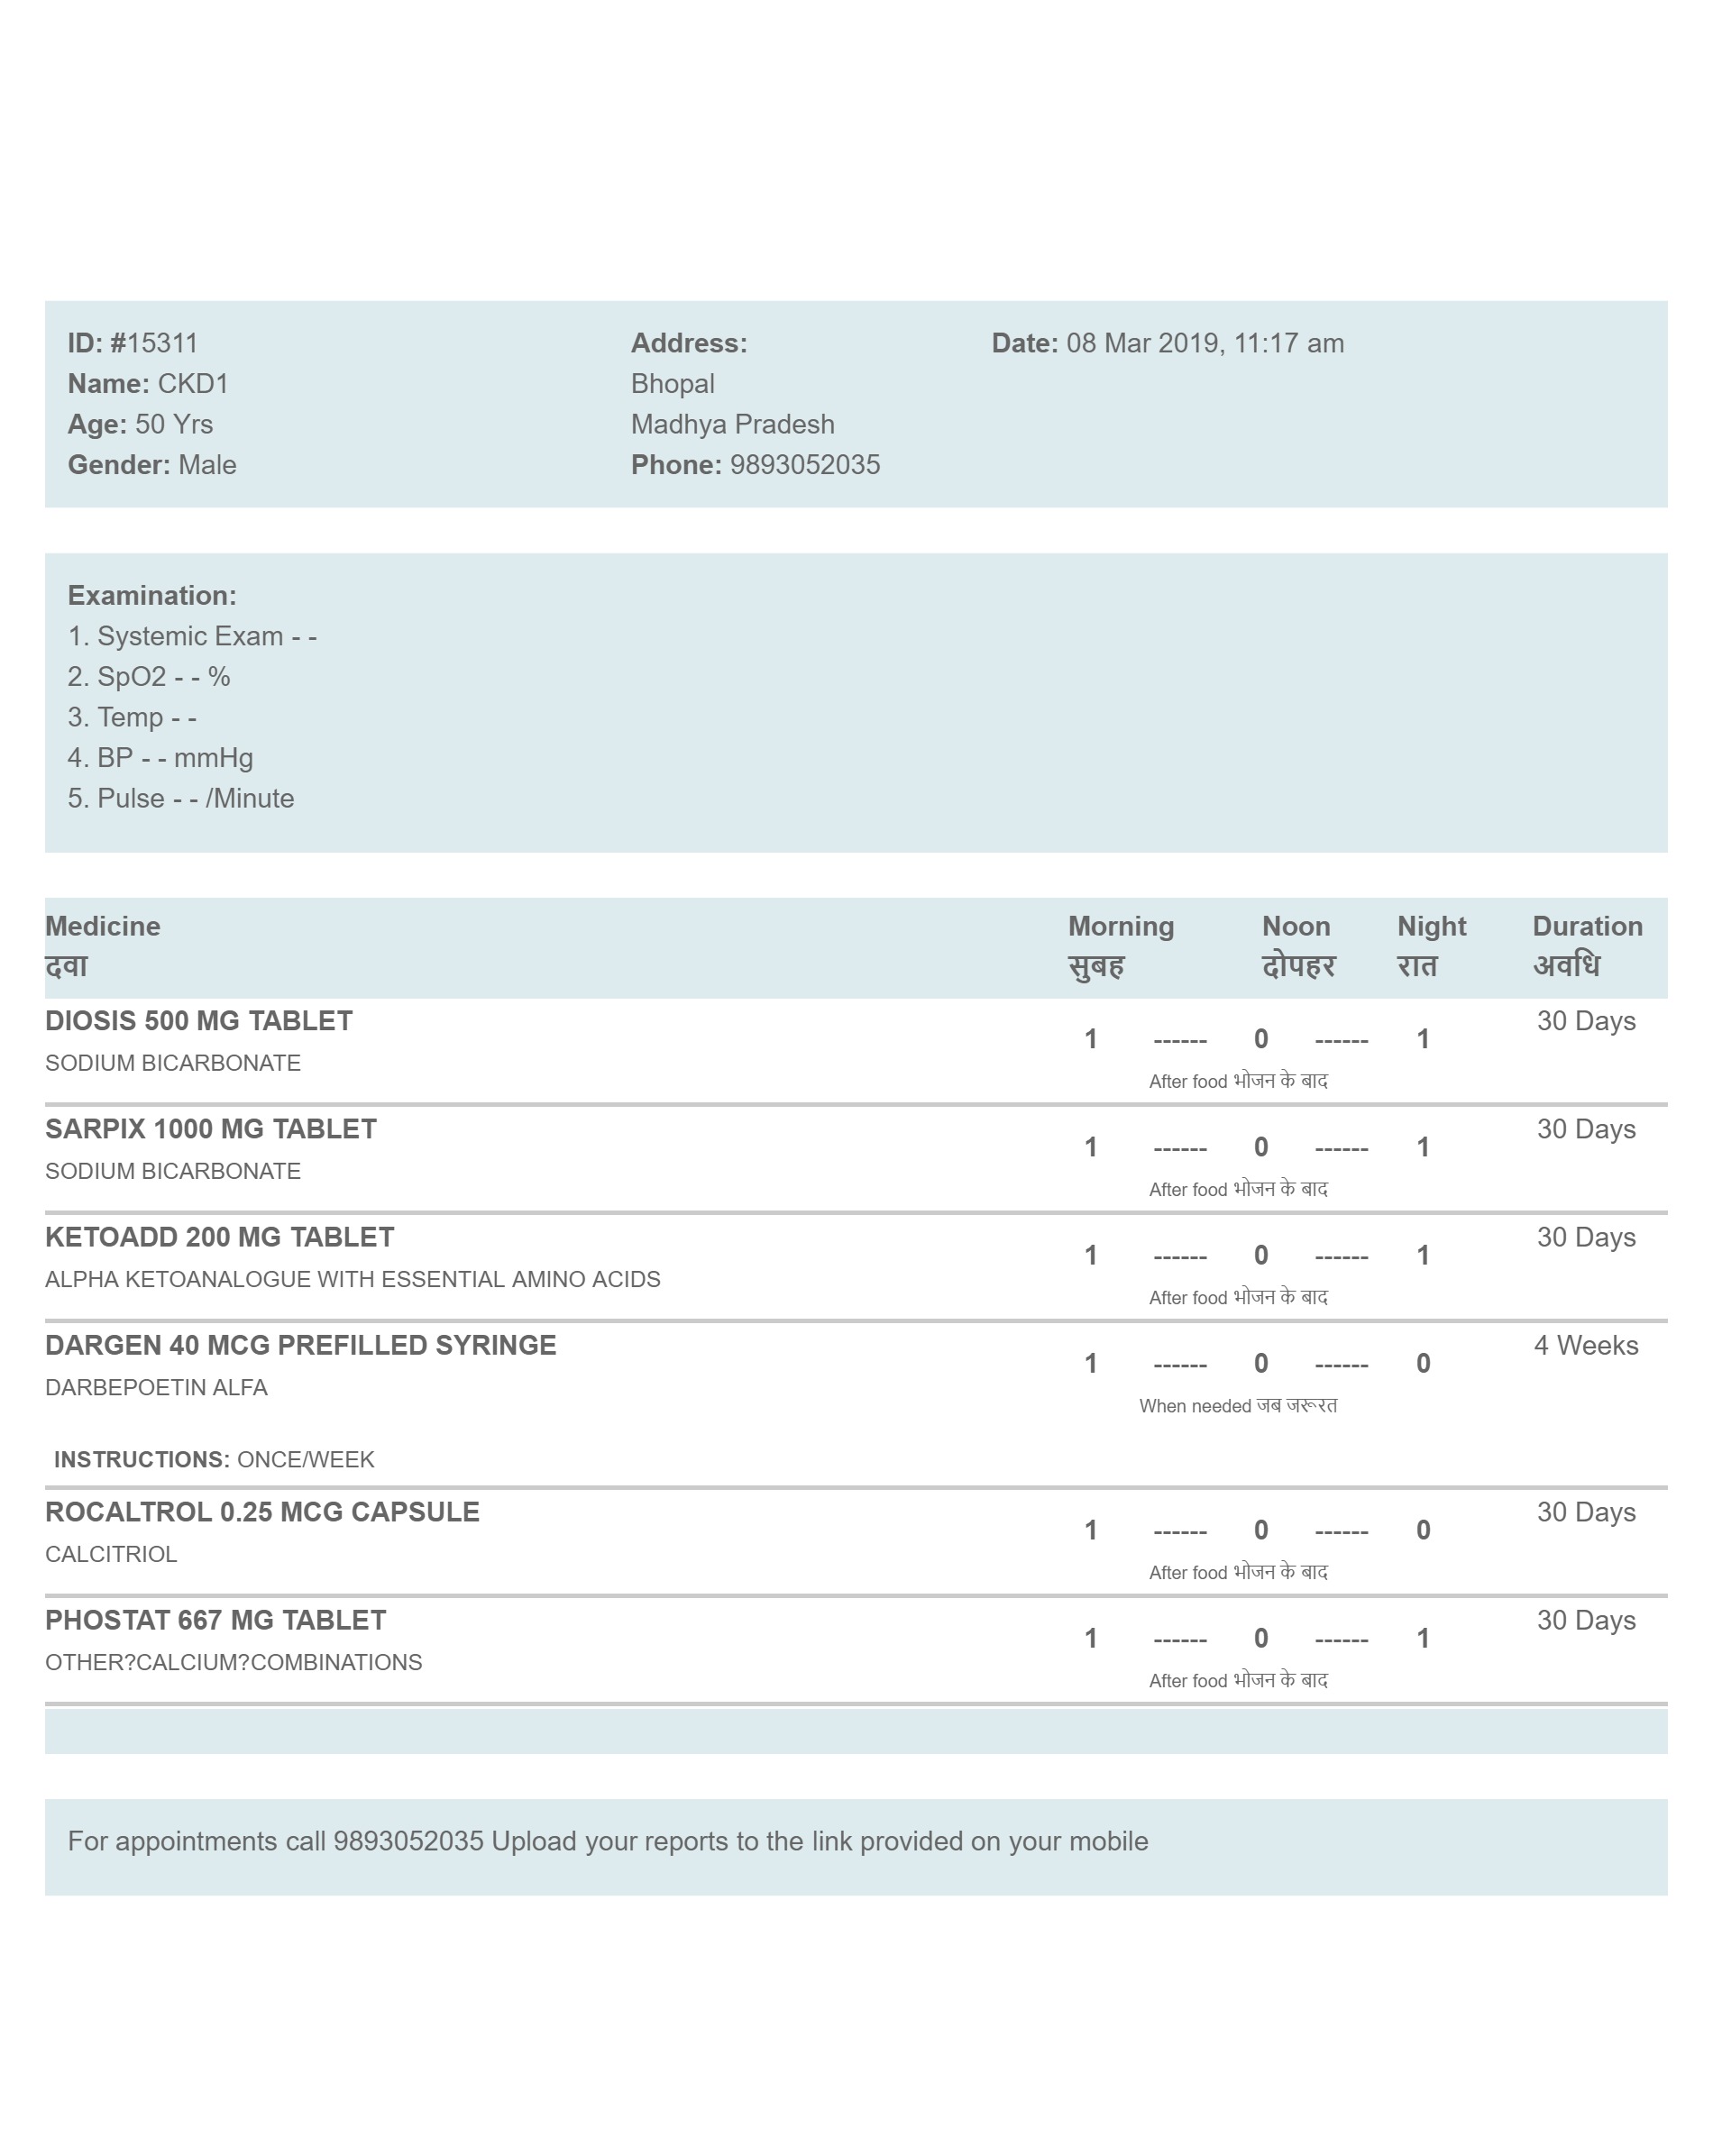 ID: #15311 Address: Date: 08 Mar 2019, 11:17 am
Name: CKD1 Bhopal
Age: 50 Yrs Madhya Pradesh
Gender: Male Phone: 9893052035
Examination:
1. Systemic Exam - -
2. SpO2 - - %
3. Temp - -
4. BP - - mmHg
5. Pulse - - /Minute
Medicine Morning Noon Night Duration
दवा सुबह दोपहर रात अवधि
DIOSIS 500 MG TABLET 30 Days
1 ------ 0 ------ 1
SODIUM BICARBONATE
After food भोजन के बाद
SARPIX 1000 MG TABLET 30 Days
1 ------ 0 ------ 1
SODIUM BICARBONATE
After food भोजन के बाद
KETOADD 200 MG TABLET 30 Days
1 ------ 0 ------ 1
ALPHA KETOANALOGUE WITH ESSENTIAL AMINO ACIDS
After food भोजन के बाद
DARGEN 40 MCG PREFILLED SYRINGE 4 Weeks
1 ------ 0 ------ 0
DARBEPOETIN ALFA
When needed जब जरूरत
INSTRUCTIONS: ONCE/WEEK
ROCALTROL 0.25 MCG CAPSULE 30 Days
1 ------ 0 ------ 0
CALCITRIOL
After food भोजन के बाद
PHOSTAT 667 MG TABLET 30 Days
1 ------ 0 ------ 1
OTHER?CALCIUM?COMBINATIONS
After food भोजन के बाद
For appointments call 9893052035 Upload your reports to the link provided on your mobile